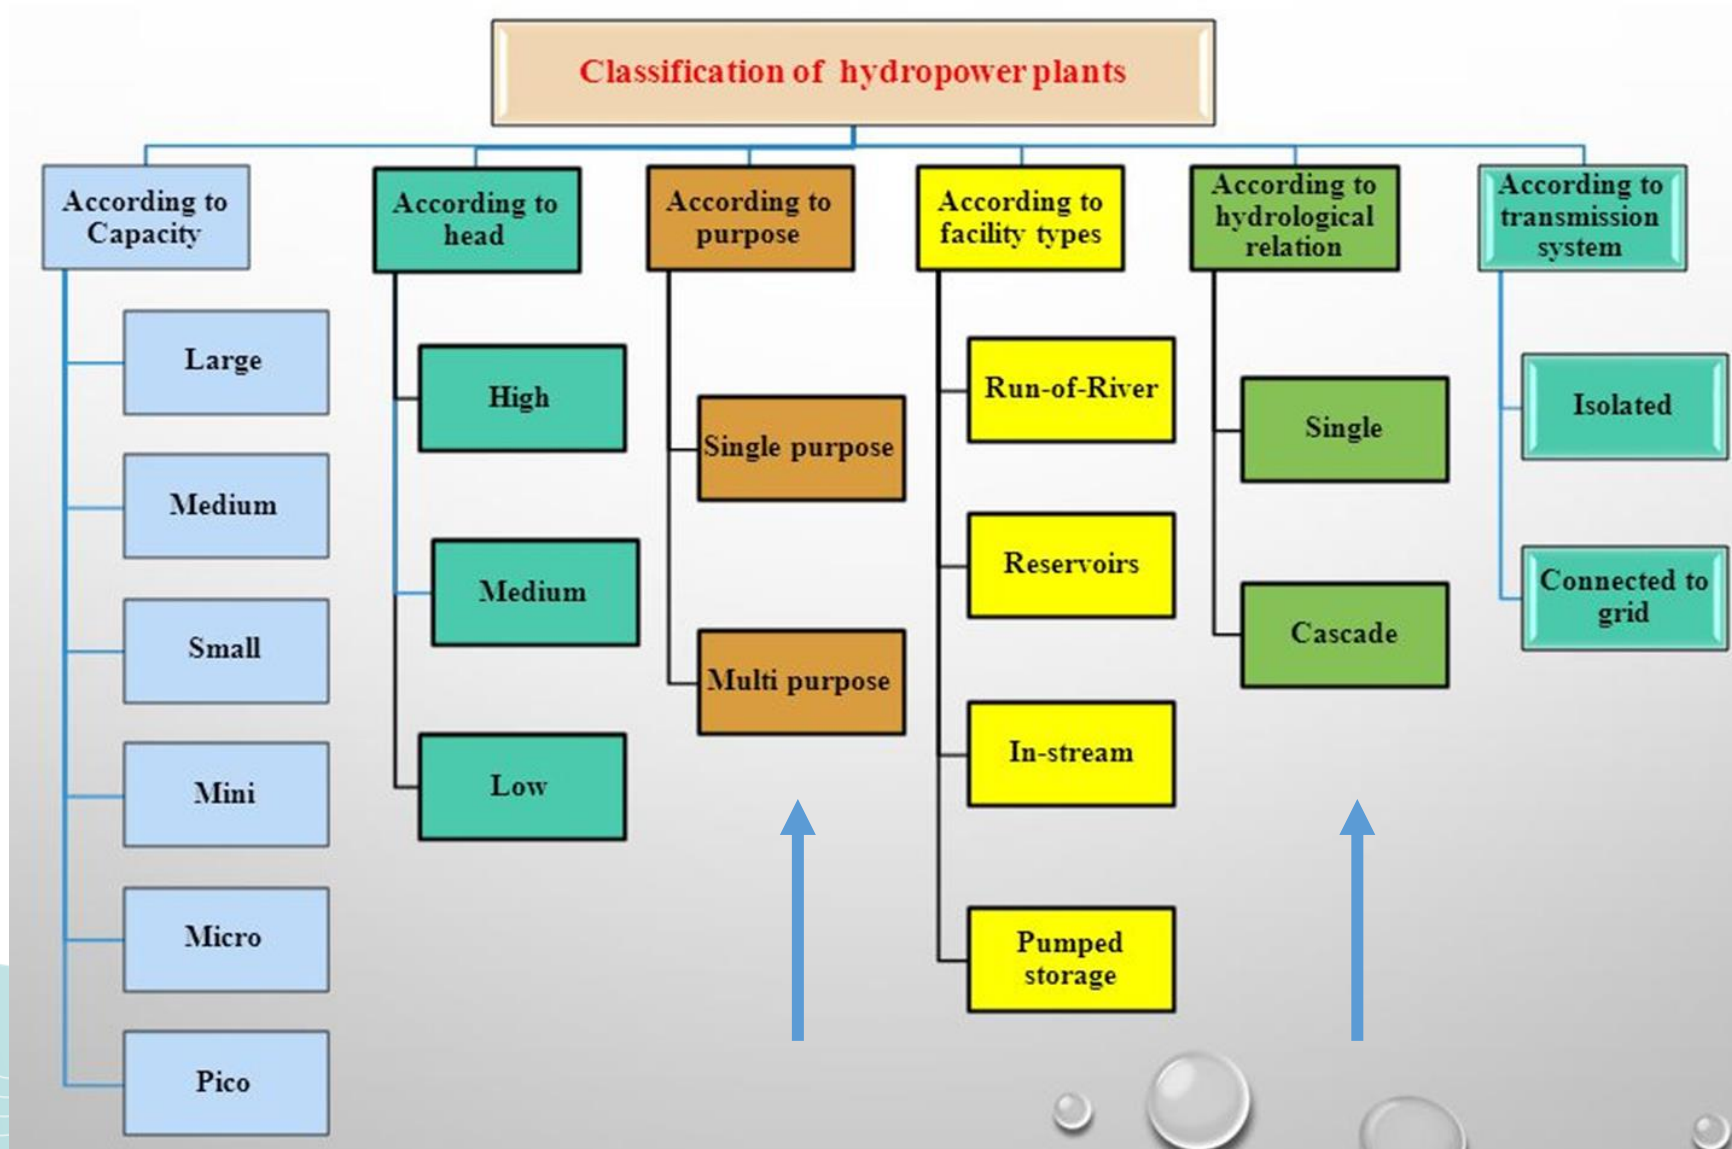 Classification of hydropower plants
According to
Capacity
Large
Medium
Small
Mini
Micro
Pico
According to
head
High
Medium
Low
According to
purpose
Single purpose
Multi purpose
According to
facility types
Run-of-River
Reservoirs
In-stream
Pumped
storage
According to
hydrological
relation
Single
Cascade
According to
transmission
system
Isolated
Connected to
grid